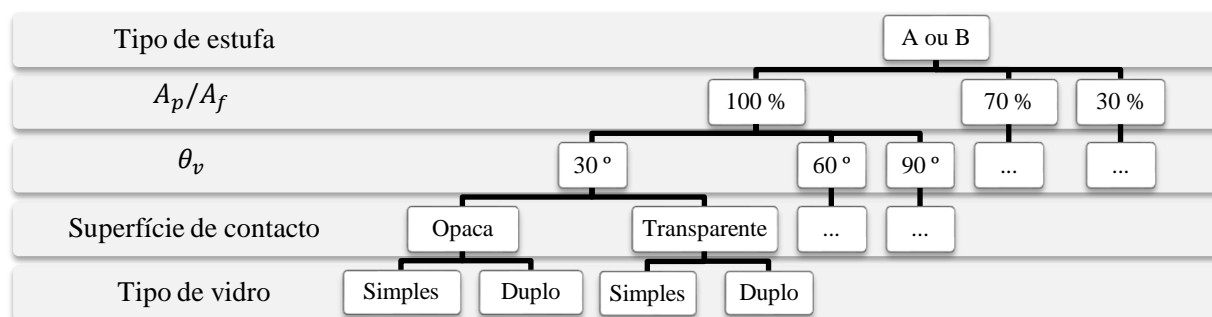 Tipo de estufa
A ou B
A_p/A_f
100 %
70 %
30 %
θ_v
30 º
60 º
90 º
...
...
Superfície de contacto
Opaca
Transparente
...
...
Tipo de vidro
Simples
Duplo
Simples
Duplo